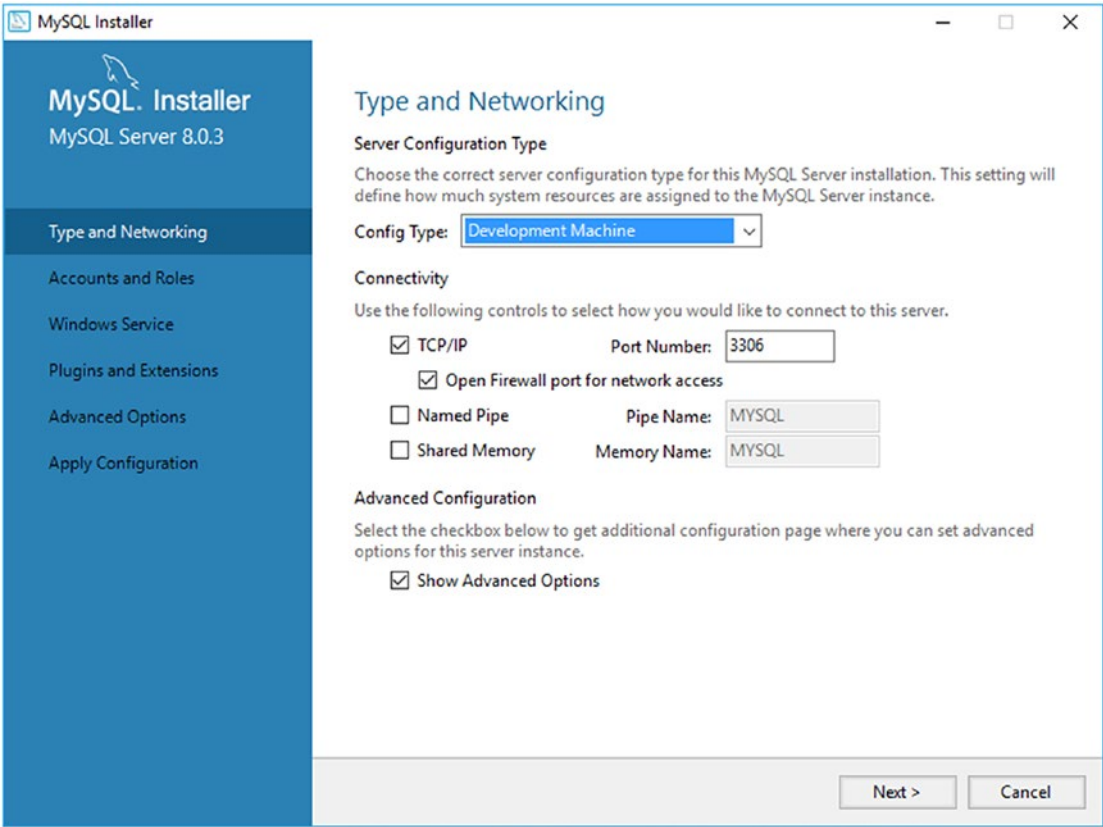 MySQL Installer
MySQL. Installer
MySQL Server 8.0.3
Type and Networking
Accounts and Roles
Windows Service
Plugins and Extensions
Advanced Options
Apply Configuration
Type and Networking
Server Configuration Type
Choose the correct server configuration type for this MySQL Server installation. This setting will
define how much system resources are assigned to the MySQL Server instance.
Config Type: Development Machine
Connectivity
Use the following controls to select how you would like to connect to this server.
TCP/IP Port Number: 3306
Open Firewall port for network access
Named Pipe Pipe Name: MYSQL
Shared Memory Memory Name: MYSQL
Advanced Configuration
Select the checkbox below to get additional configuration page where you can set advanced
options for this server instance.
Show Advanced Options
Next > Cancel